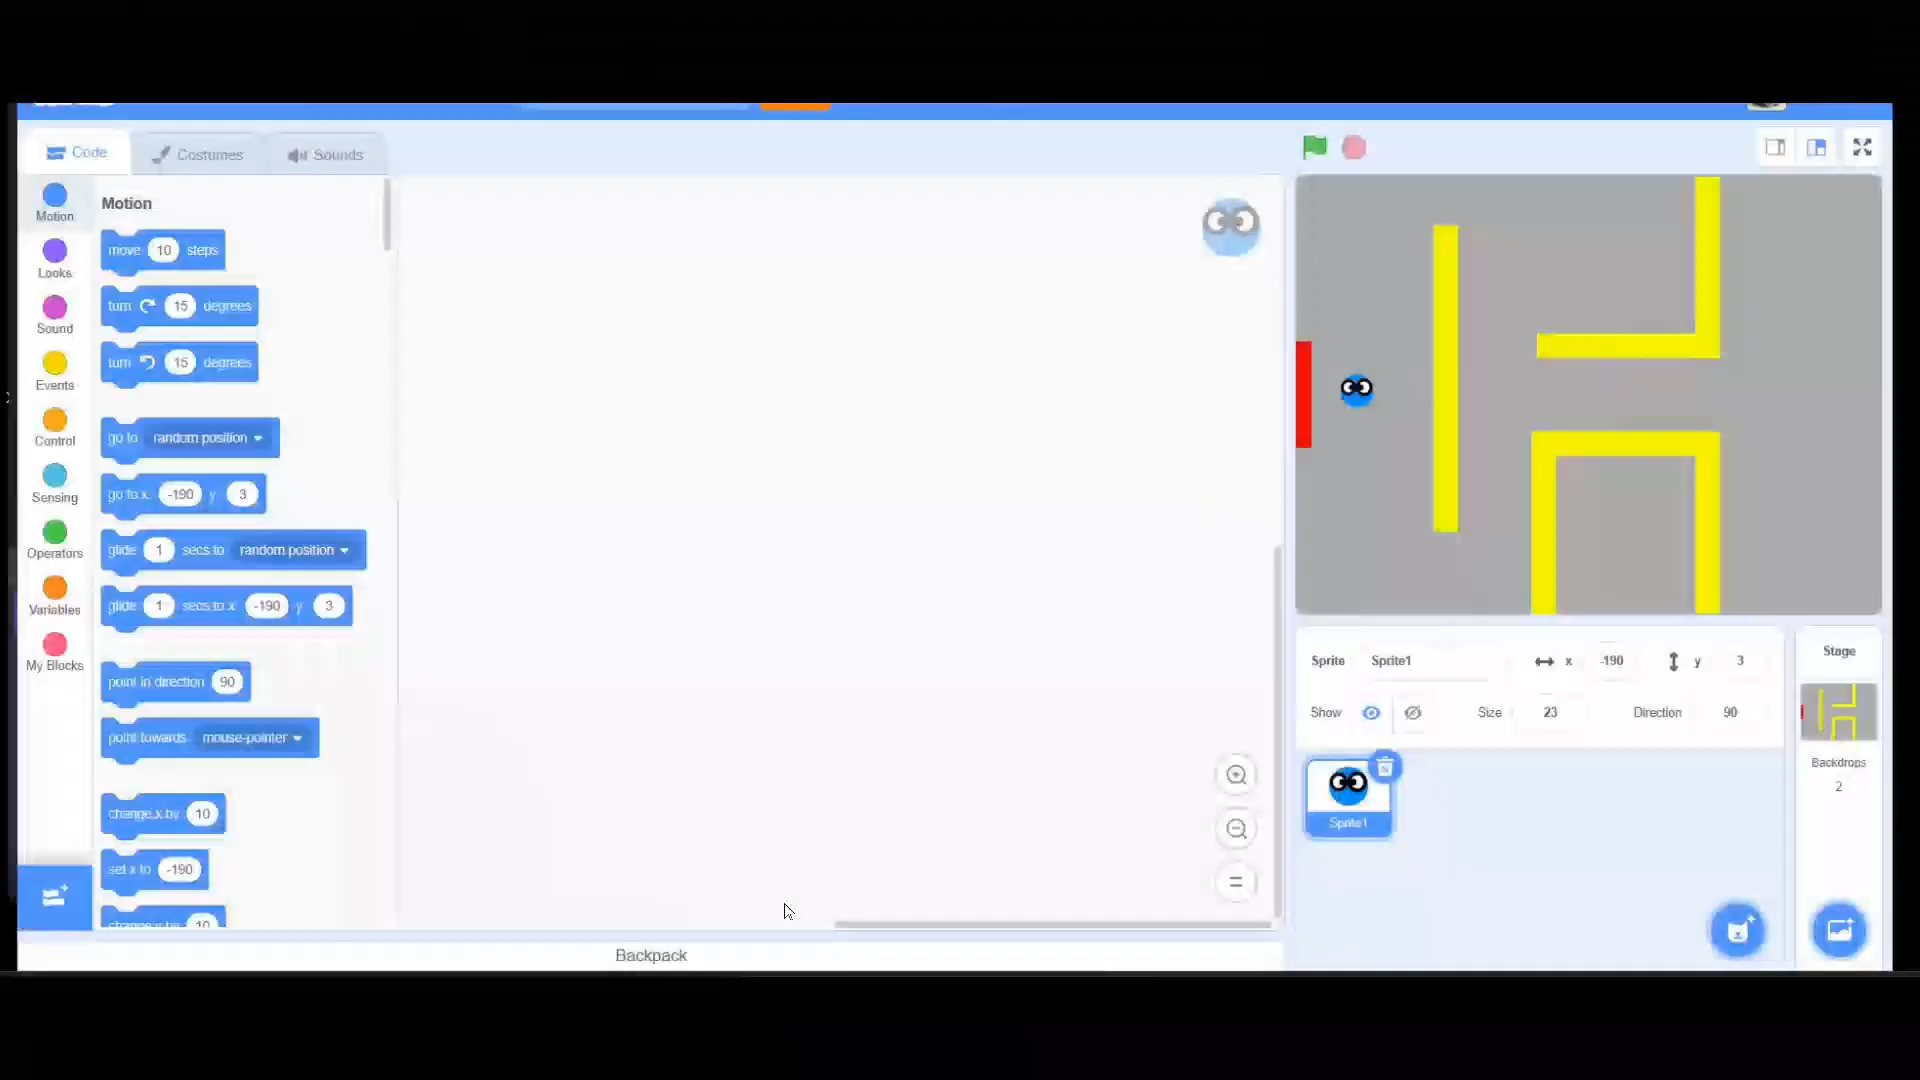 Code
Costumes
Sounds
Motion
Looks
Sound
Events
Control
Sensing
Operators
Variables
My Blocks
Motion
move 10 steps
turn 15 degrees
turn 15 degrees
go to random position
go to x: -190 y: 3
glide 1 secs to random position
glide 1 secs to x: -190 y: 3
point in direction 90
point towards mouse-pointer
change x by 10
set x to -190
change y by 10
Backpack
Sprite Sprite1 x -190 y 3
Show Size 23 Direction 90
Sprite1
Stage
Backdrops
2